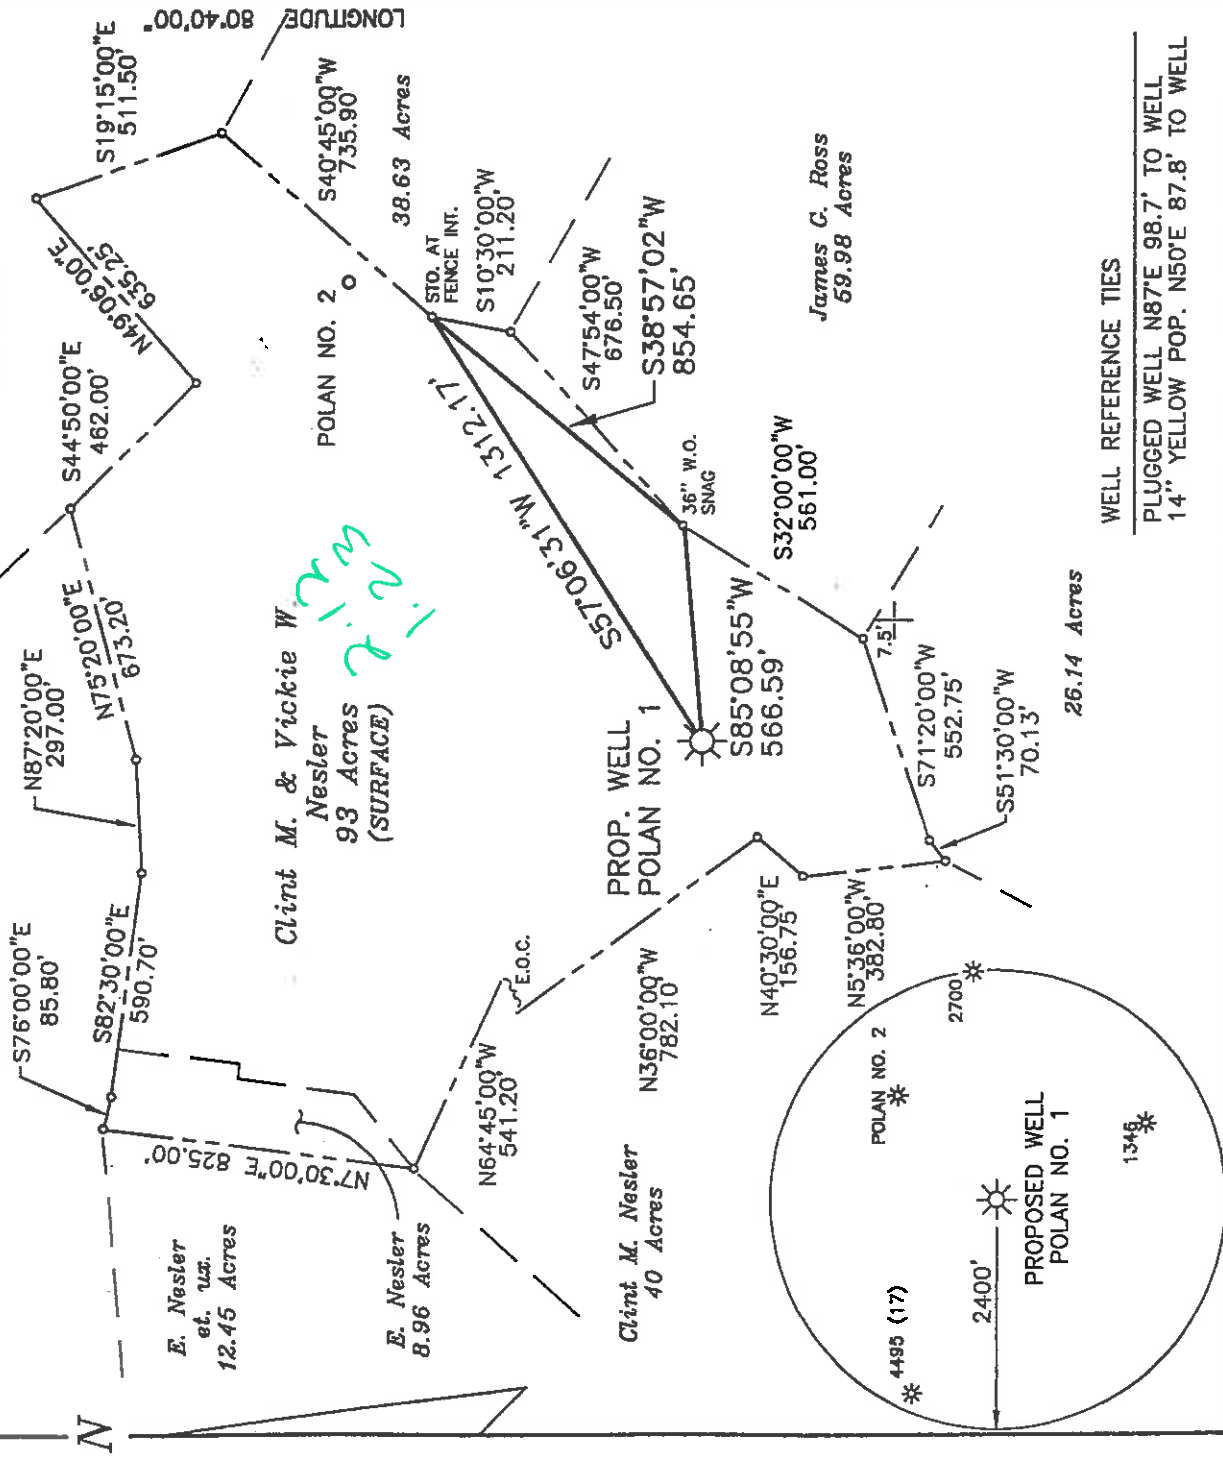 LONGITUDE 80°40'00"
S19°15'00"E
511.50'
S40°45'00"W
735.90'
38.63 Acres
N49°06'00"E
635.25'
S44°50'00"E
462.00'
POLAN NO. 2
STO. AT
FENCE INT.
S10°30'00"W
211.20'
S47°54'00"W
676.50'
S38°57'02"W
854.65'
James G. Ross
59.98 Acres
S57°06'31"W 1312.17'
36" W.O.
SNAG
S32°00'00"W
561.00'
N75°20'00"E
673.20'
N87°20'00"E
297.00'
Clint M. & Vickie W.
Nesler
93 Acres
(SURFACE)
PROP. WELL
POLAN NO. 1
S85°08'55"W
566.59'
7.5'
S71°20'00"W
552.75'
S51°30'00"W
70.13'
26.14 Acres
S76°00'00"E
85.80'
S82°30'00"E
590.70'
E.O.C.
N36°00'00"W
782.10'
N40°30'00"E
156.75'
N5°36'00"W
382.80'
N64°45'00"W
541.20'
N7°30'00"E 825.00'
E. Nesler
et. ux.
12.45 Acres
E. Nesler
8.96 Acres
Clint M. Nesler
40 Acres
N
2700
POLAN NO. 2
1346
PROPOSED WELL
POLAN NO. 1
4495 (17)
2400'
WELL REFERENCE TIES
PLUGGED WELL N87°E 98.7' TO WELL
14" YELLOW POP. N50°E 87.8' TO WELL